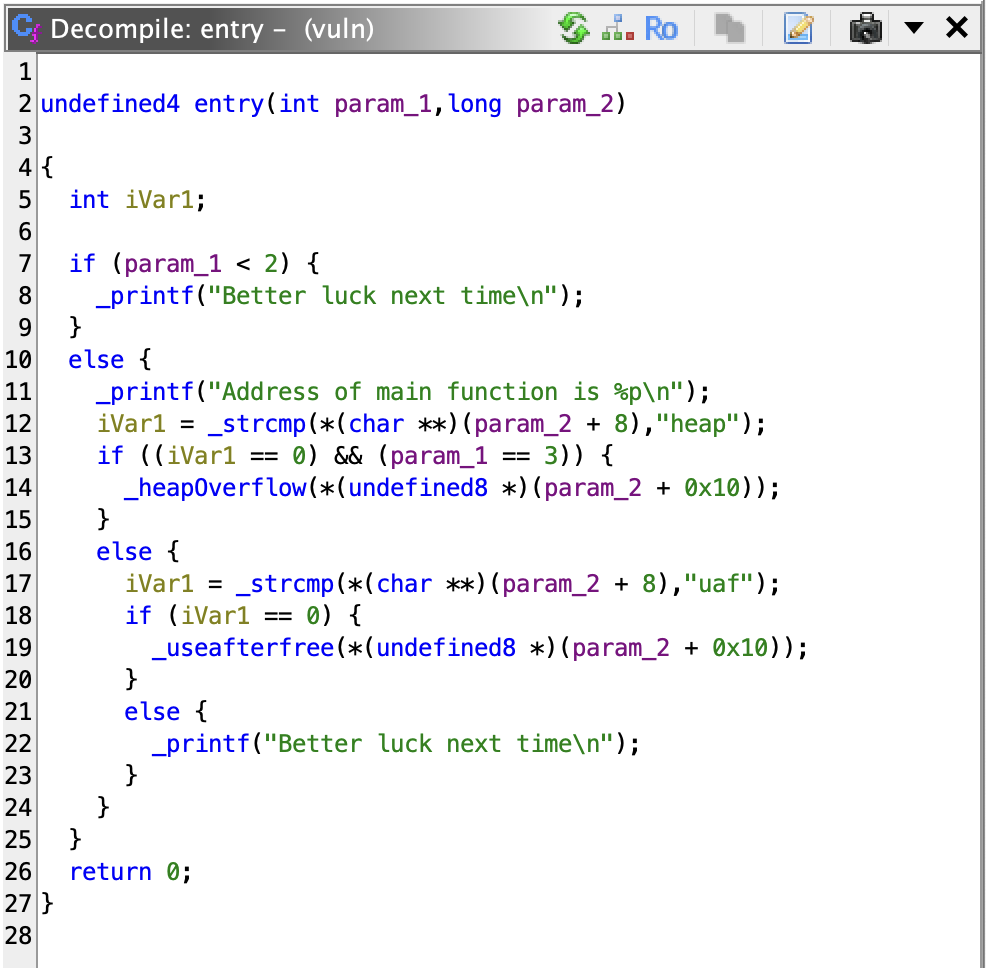 Decompile: entry – (vuln)
Ro
1
2 undefined4 entry(int param_1,long param_2)
3
4 {
5   int iVar1;
6
7   if (param_1 < 2) {
8     _printf("Better luck next time\n");
9   }
10   else {
11     _printf("Address of main function is %p\n");
12     iVar1 = _strcmp(*(char **)(param_2 + 8),"heap");
13     if ((iVar1 == 0) && (param_1 == 3)) {
14       _heapOverflow(*(undefined8 *)(param_2 + 0x10));
15     }
16     else {
17       iVar1 = _strcmp(*(char **)(param_2 + 8),"uaf");
18       if (iVar1 == 0) {
19         _useafterfree(*(undefined8 *)(param_2 + 0x10));
20       }
21       else {
22         _printf("Better luck next time\n");
23       }
24     }
25   }
26   return 0;
27 }
28